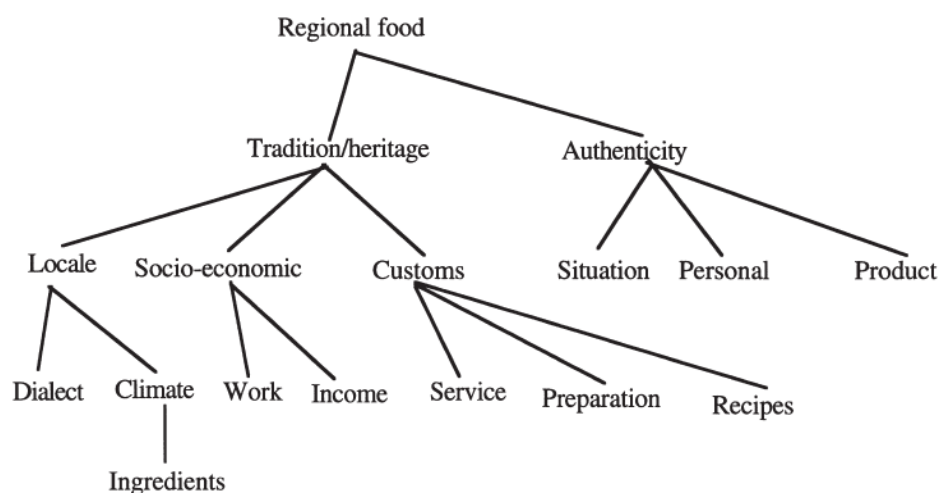 Regional food
Tradition/heritage
Authenticity
Locale
Socio-economic
Customs
Situation
Personal
Product
Dialect
Climate
Work
Income
Service
Preparation
Recipes
Ingredients